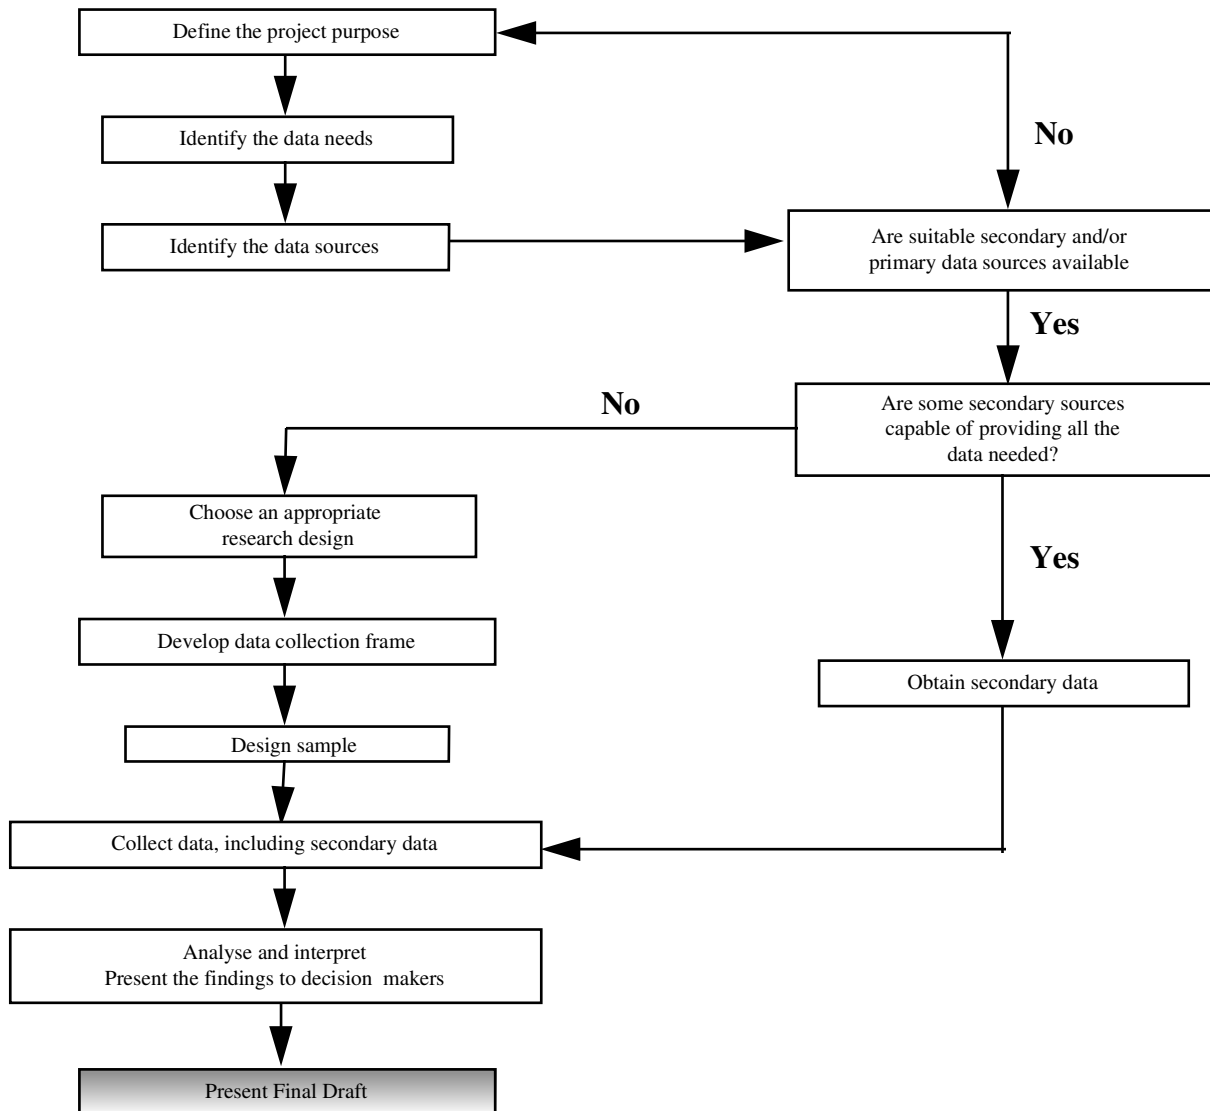 Define the project purpose
Identify the data needs
No
Identify the data sources
Are suitable secondary and/or
primary data sources available
Yes
No
Are some secondary sources
capable of providing all the
data needed?
Choose an appropriate
research design
Yes
Develop data collection frame
Obtain secondary data
Design sample
Collect data, including secondary data
Analyse and interpret
Present the findings to decision makers
Present Final Draft